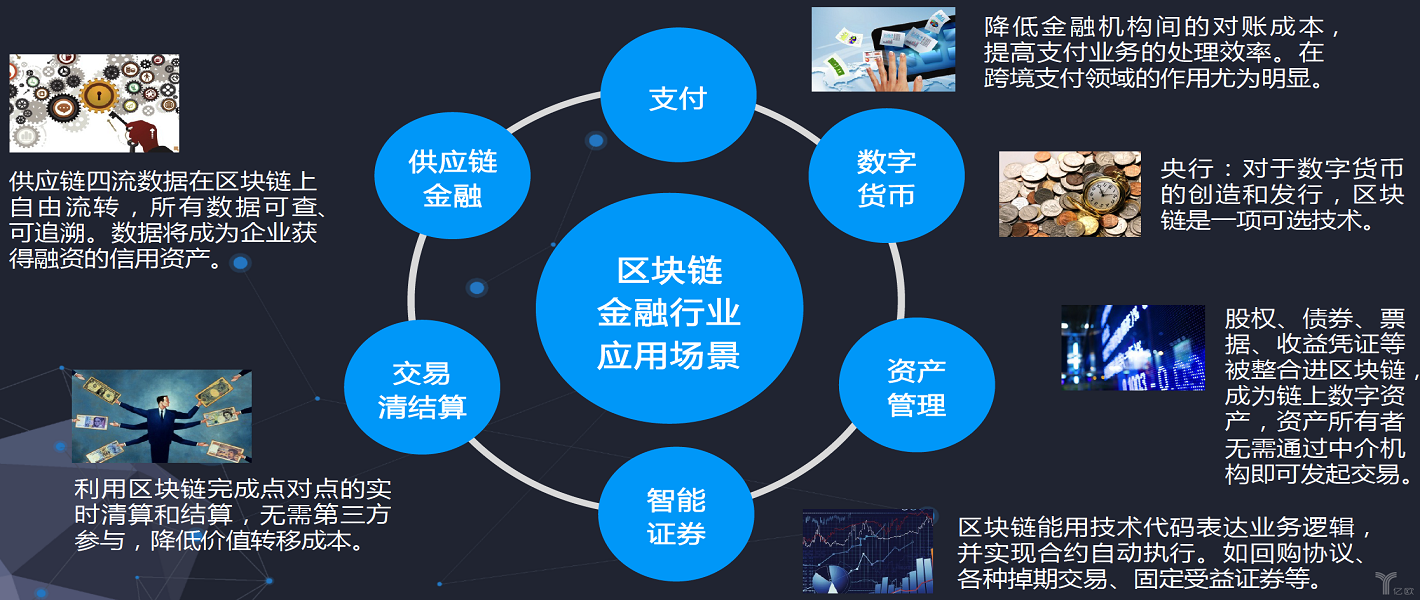 区块链
金融行业
应用场景
支付
降低金融机构间的对账成本，
提高支付业务的处理效率。在
跨境支付领域的作用尤为明显。
数字
货币
央行：对于数字货币
的创造和发行，区块
链是一项可选技术。
资产
管理
股权、债券、票
据、收益凭证等
被整合进区块链，
成为链上数字资
产，资产所有者
无需通过中介机
构即可发起交易。
智能
证券
区块链能用技术代码表达业务逻辑，
并实现合约自动执行。如回购协议、
各种掉期交易、固定受益证券等。
交易
清结算
利用区块链完成点对点的实
时清算和结算，无需第三方
参与，降低价值转移成本。
供应链
金融
供应链四流数据在区块链上
自由流转，所有数据可查、
可追溯。数据将成为企业获
得融资的信用资产。
亿欧